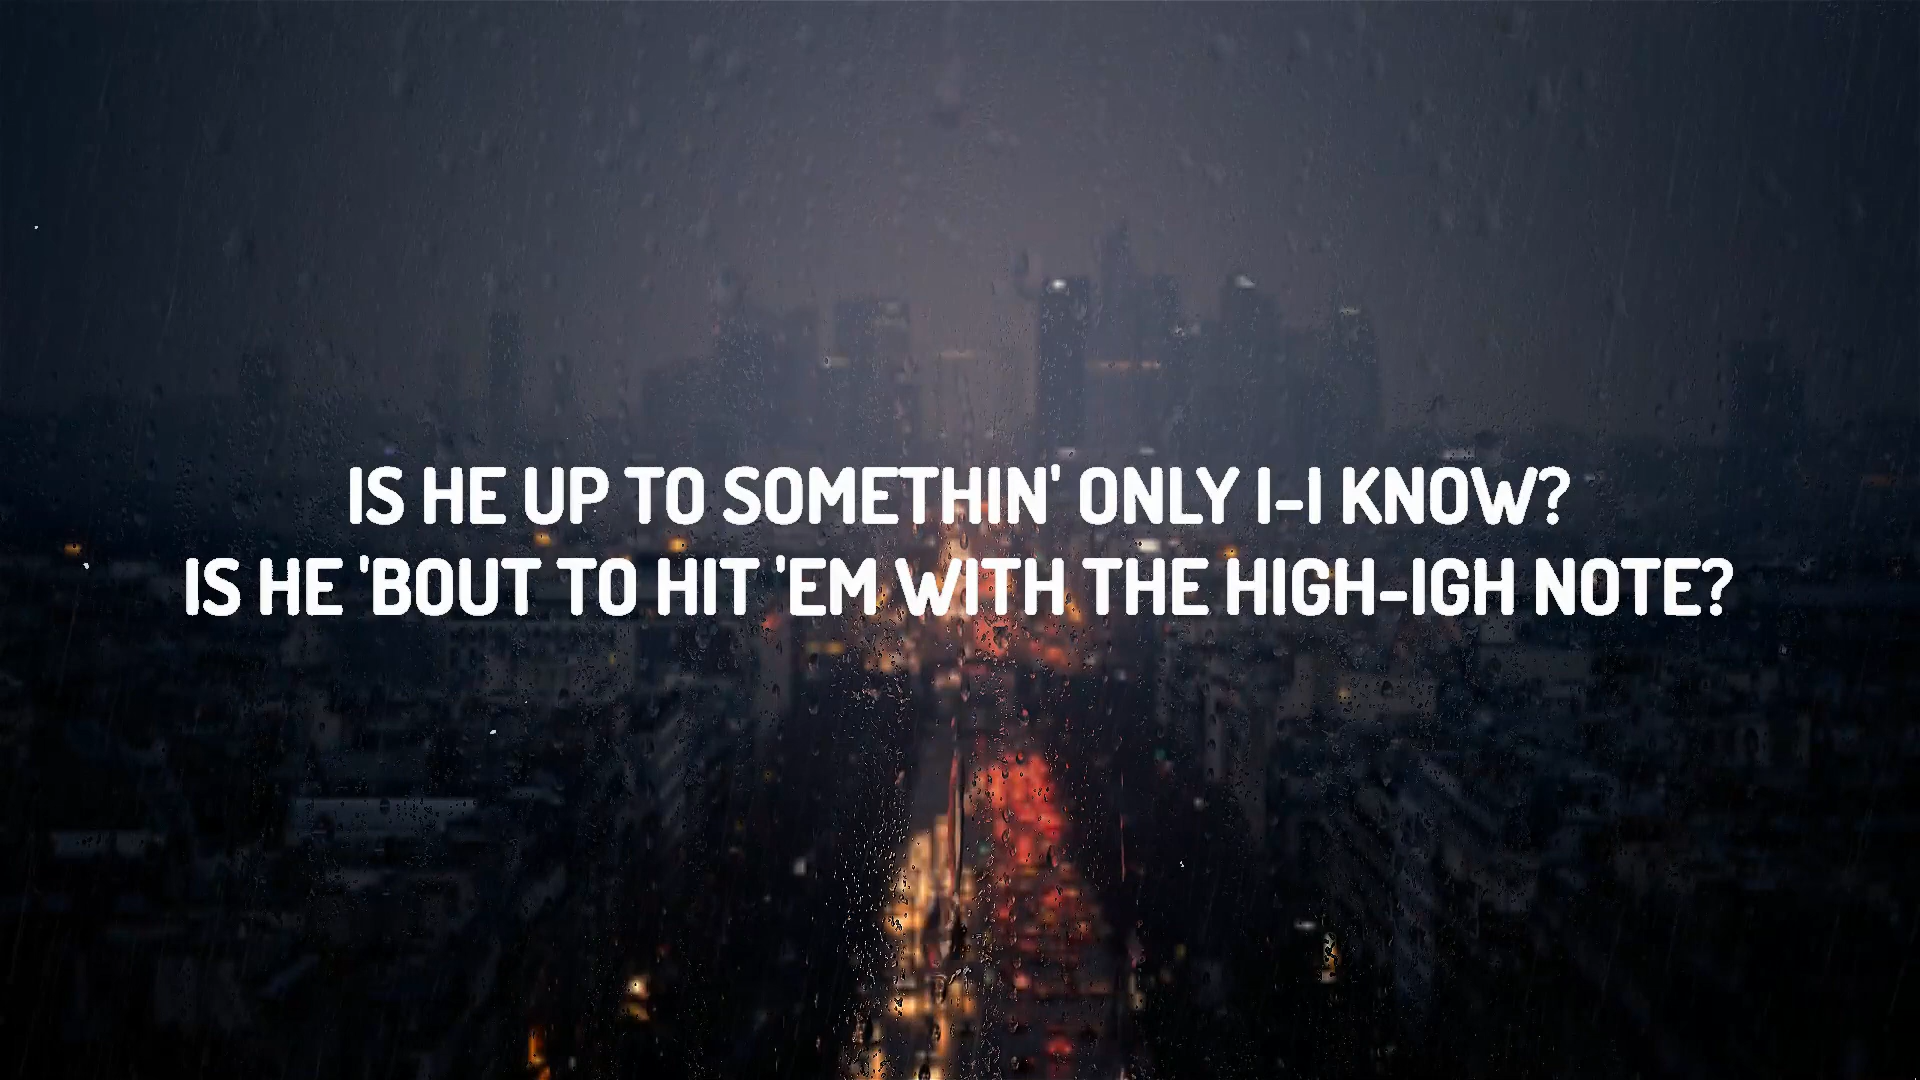 IS HE UP TO SOMETHIN' ONLY I-I KNOW?
IS HE 'BOUT TO HIT 'EM WITH THE HIGH-IGH NOTE?